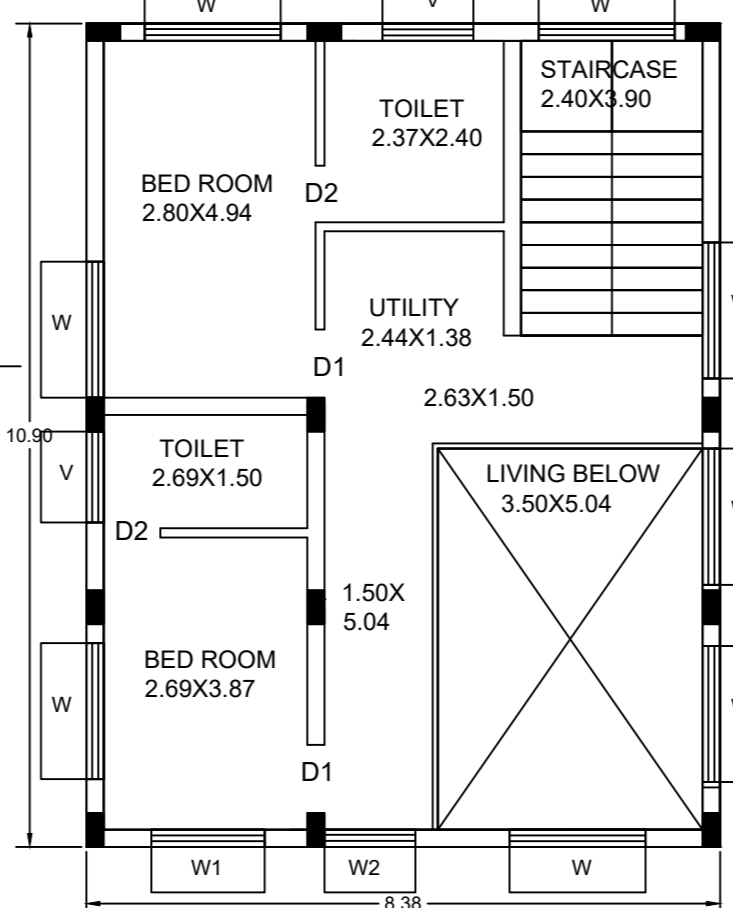 W
V
W
STAIRCASE
2.40X3.90
TOILET
2.37X2.40
BED ROOM
2.80X4.94
D2
UTILITY
2.44X1.38
W
D1
2.63X1.50
10.90
TOILET
2.69X1.50
V
LIVING BELOW
3.50X5.04
D2
1.50X
5.04
BED ROOM
2.69X3.87
W
D1
W1
W2
W
8.38